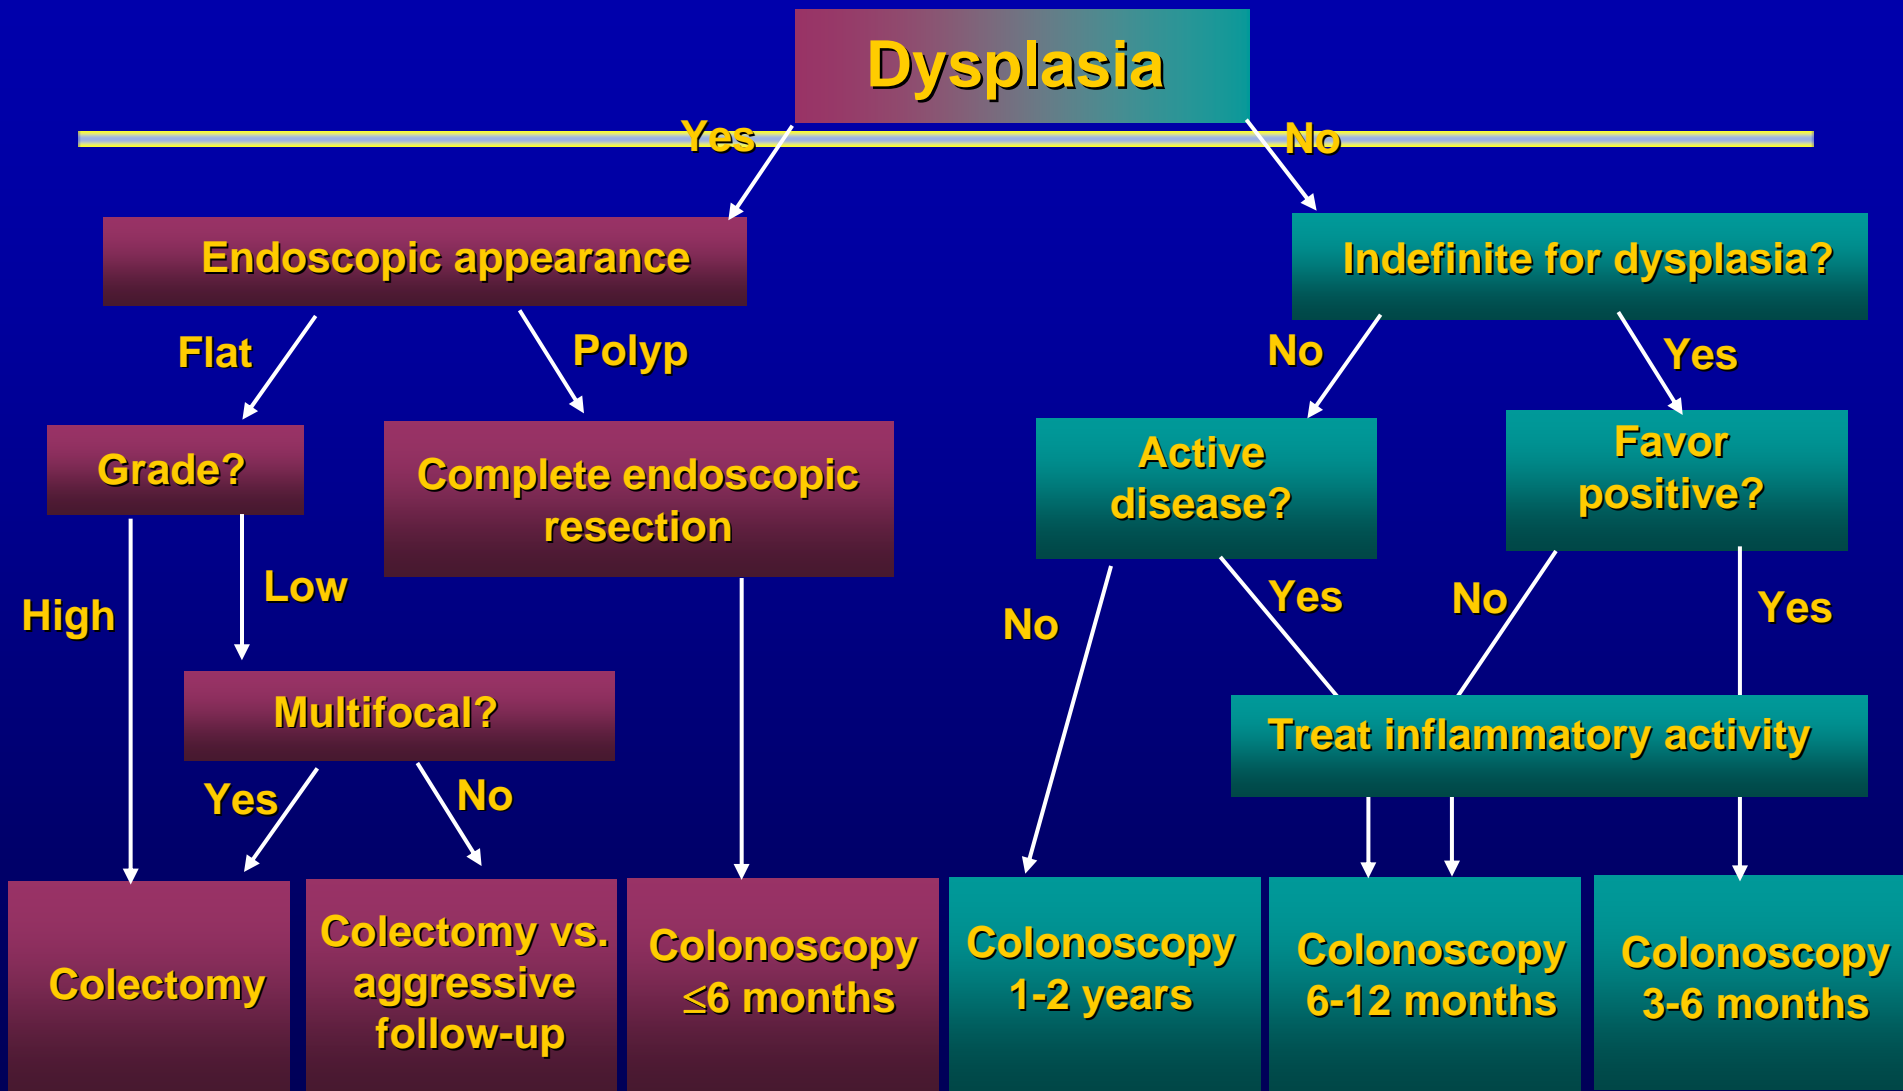 Dysplasia
Yes
No
Endoscopic appearance
Indefinite for dysplasia?
Flat
Polyp
No
Yes
Grade?
Complete endoscopic
resection
Active
disease?
Favor
positive?
High
Low
No
Yes
No
Yes
Multifocal?
Treat inflammatory activity
Yes
No
Colectomy
Colectomy vs.
aggressive
follow-up
Colonoscopy
≤6 months
Colonoscopy
1-2 years
Colonoscopy
6-12 months
Colonoscopy
3-6 months